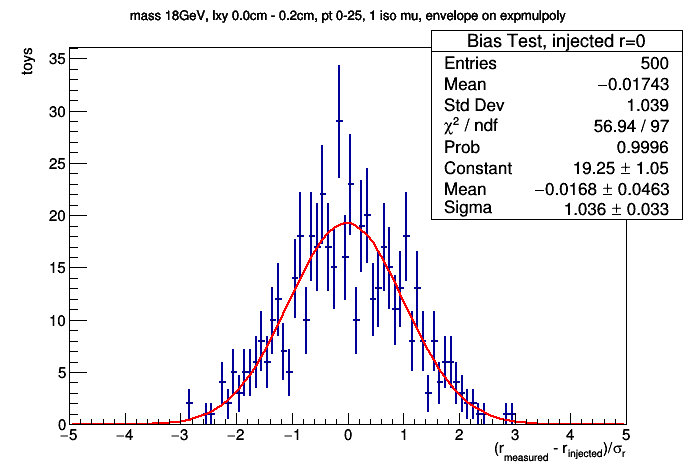 mass 18GeV, lxy 0.0cm - 0.2cm, pt 0-25, 1 iso mu, envelope on expmulpoly
toys
Bias Test, injected r=0
Entries 500
Mean −0.01743
Std Dev 1.039
χ² / ndf 56.94 / 97
Prob 0.9996
Constant 19.25 ± 1.05
Mean −0.0168 ± 0.0463
Sigma 1.036 ± 0.033
35
30
25
20
15
10
5
0
−5 −4 −3 −2 −1 0 1 2 3 4 5
(r_measured - r_injected)/σ_r